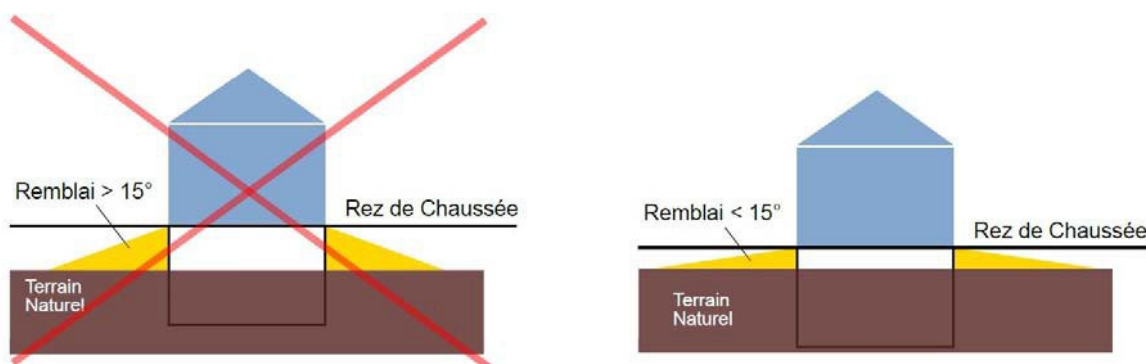 Remblai > 15°
Rez de Chaussée
Terrain
Naturel
Remblai < 15°
Rez de Chaussée
Terrain
Naturel